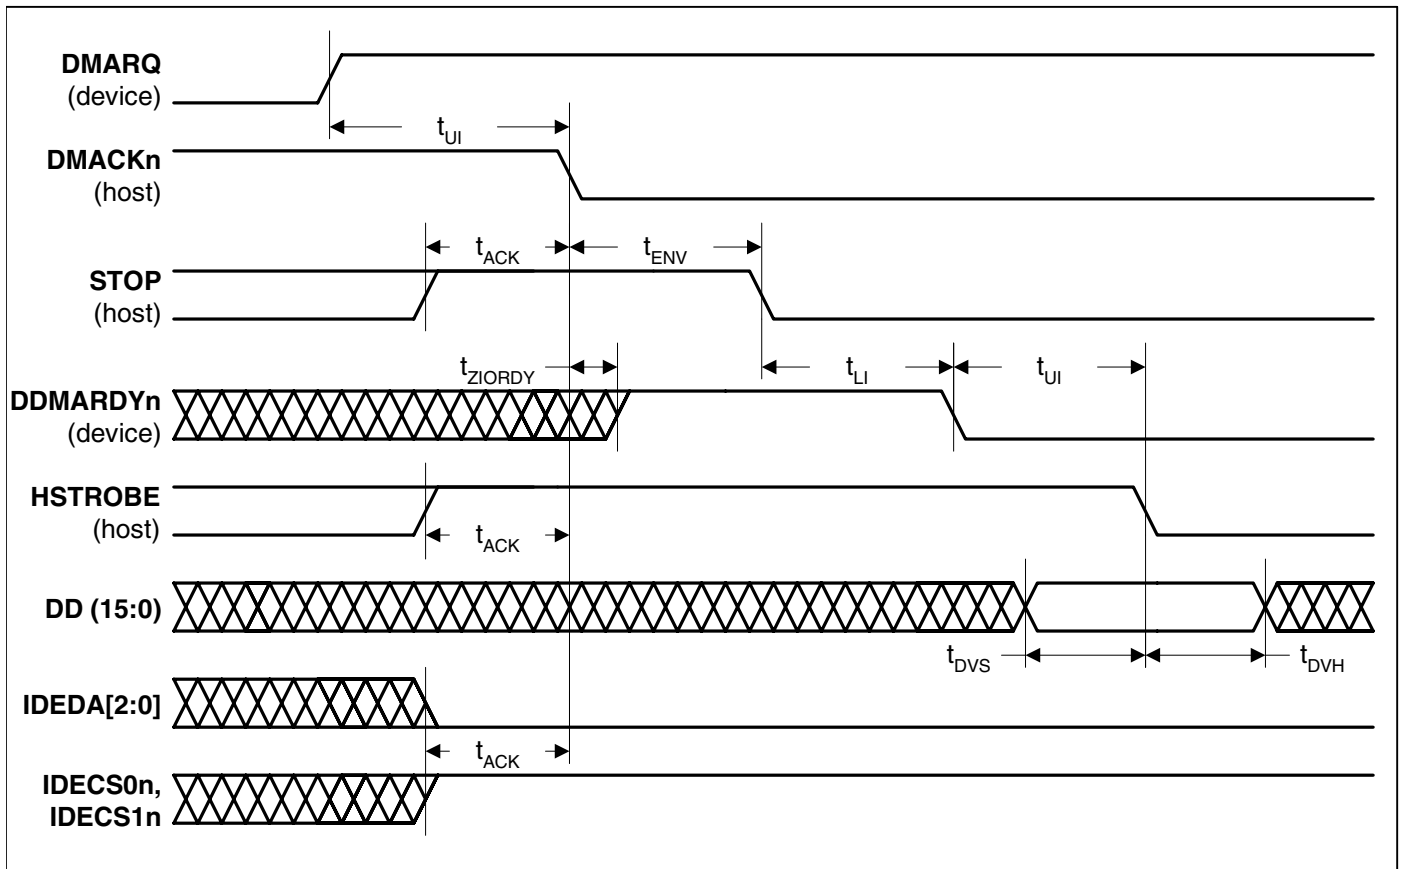 DMARQ
(device)
tUI
DMACKn
(host)
tACK tENV
STOP
(host)
tZIORDY tLI tUI
DDMARDYn
(device)
HSTROBE
(host)
tACK
DD (15:0)
tDVS tDVH
IDEDA[2:0]
tACK
IDECS0n,
IDECS1n